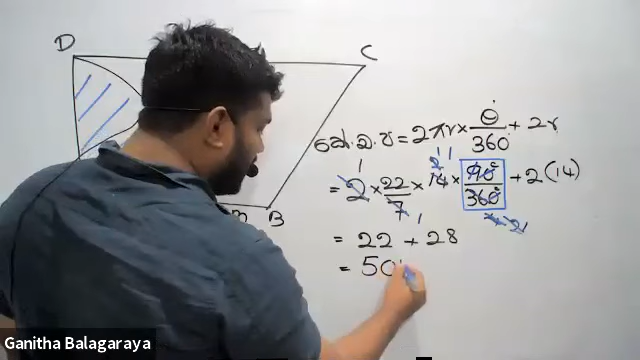 D
C
කේ.ඛ.ප = 2πr × θ/360° + 2r
= 2 × 22/7 × 14 × 90°/360° + 2(14)
B
= 22 + 28
= 50
Ganitha Balagaraya